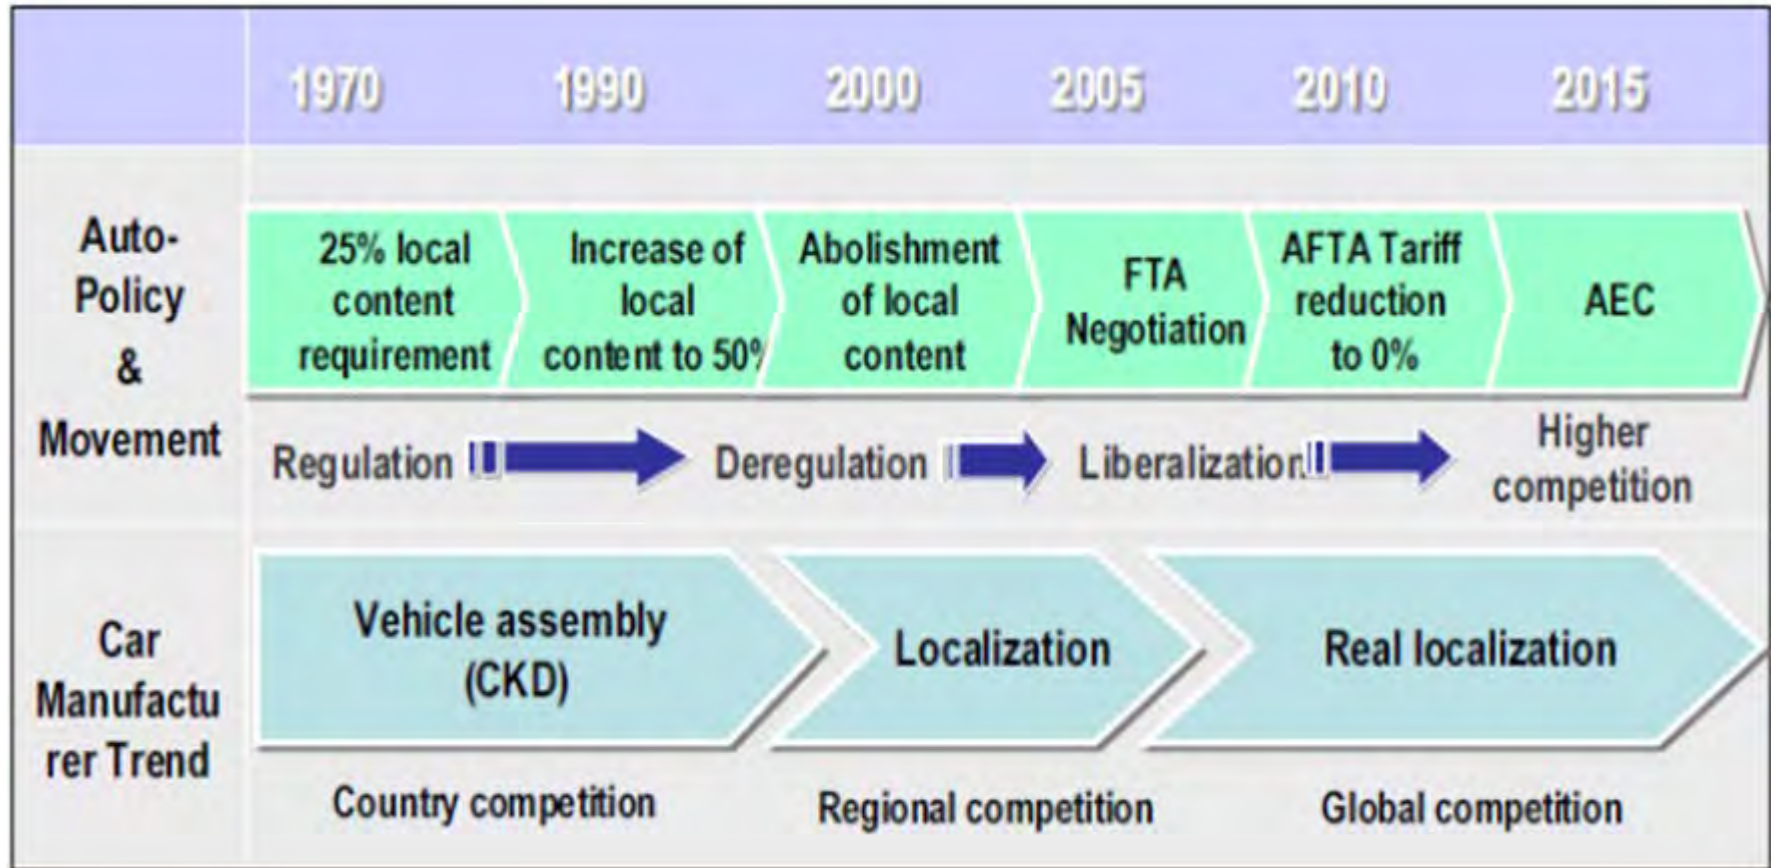 1970 1990 2000 2005 2010 2015
Auto-
Policy
&
Movement
25% local
content
requirement
Increase of
local
content to 50%
Abolishment
of local
content
FTA
Negotiation
AFTA Tariff
reduction
to 0%
AEC
Regulation
Deregulation
Liberalization
Higher
competition
Car
Manufactu
rer Trend
Vehicle assembly
(CKD)
Localization
Real localization
Country competition
Regional competition
Global competition